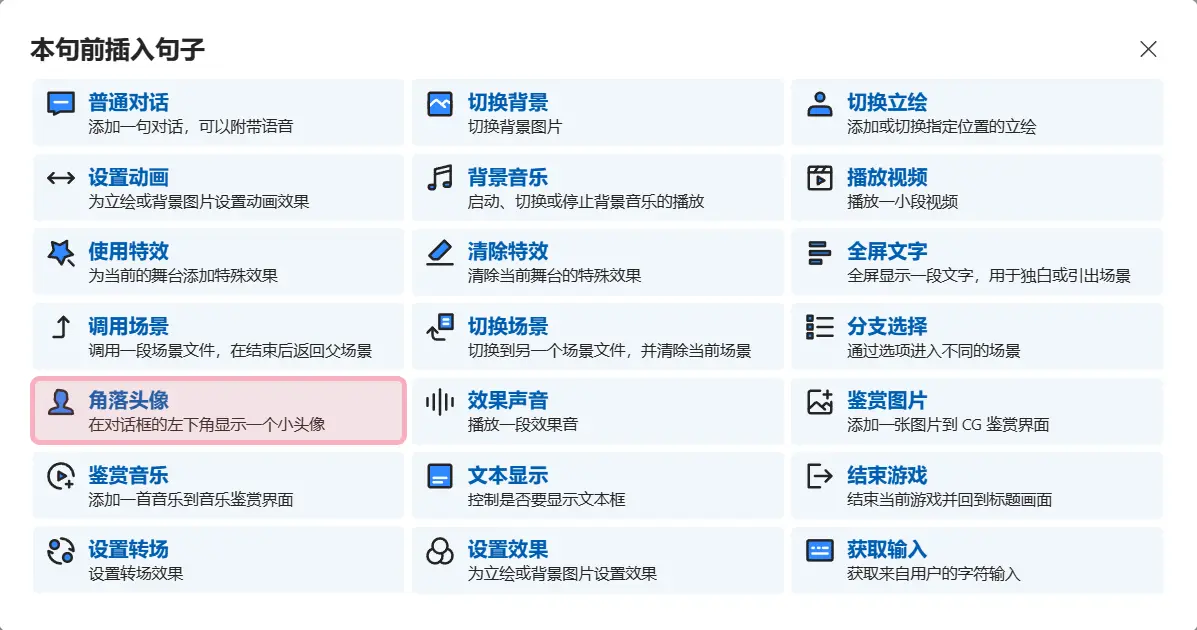 本句前插入句子
普通对话
添加一句对话，可以附带语音
切换背景
切换背景图片
切换立绘
添加或切换指定位置的立绘
设置动画
为立绘或背景图片设置动画效果
背景音乐
启动、切换或停止背景音乐的播放
播放视频
播放一小段视频
使用特效
为当前的舞台添加特殊效果
清除特效
清除当前舞台的特殊效果
全屏文字
全屏显示一段文字，用于独白或引出场景
调用场景
调用一段场景文件，在结束后返回父场景
切换场景
切换到另一个场景文件，并清除当前场景
分支选择
通过选项进入不同的场景
角落头像
在对话框的左下角显示一个小头像
效果声音
播放一段效果音
鉴赏图片
添加一张图片到 CG 鉴赏界面
鉴赏音乐
添加一首音乐到音乐鉴赏界面
文本显示
控制是否要显示文本框
结束游戏
结束当前游戏并回到标题画面
设置转场
设置转场效果
设置效果
为立绘或背景图片设置效果
获取输入
获取来自用户的字符输入